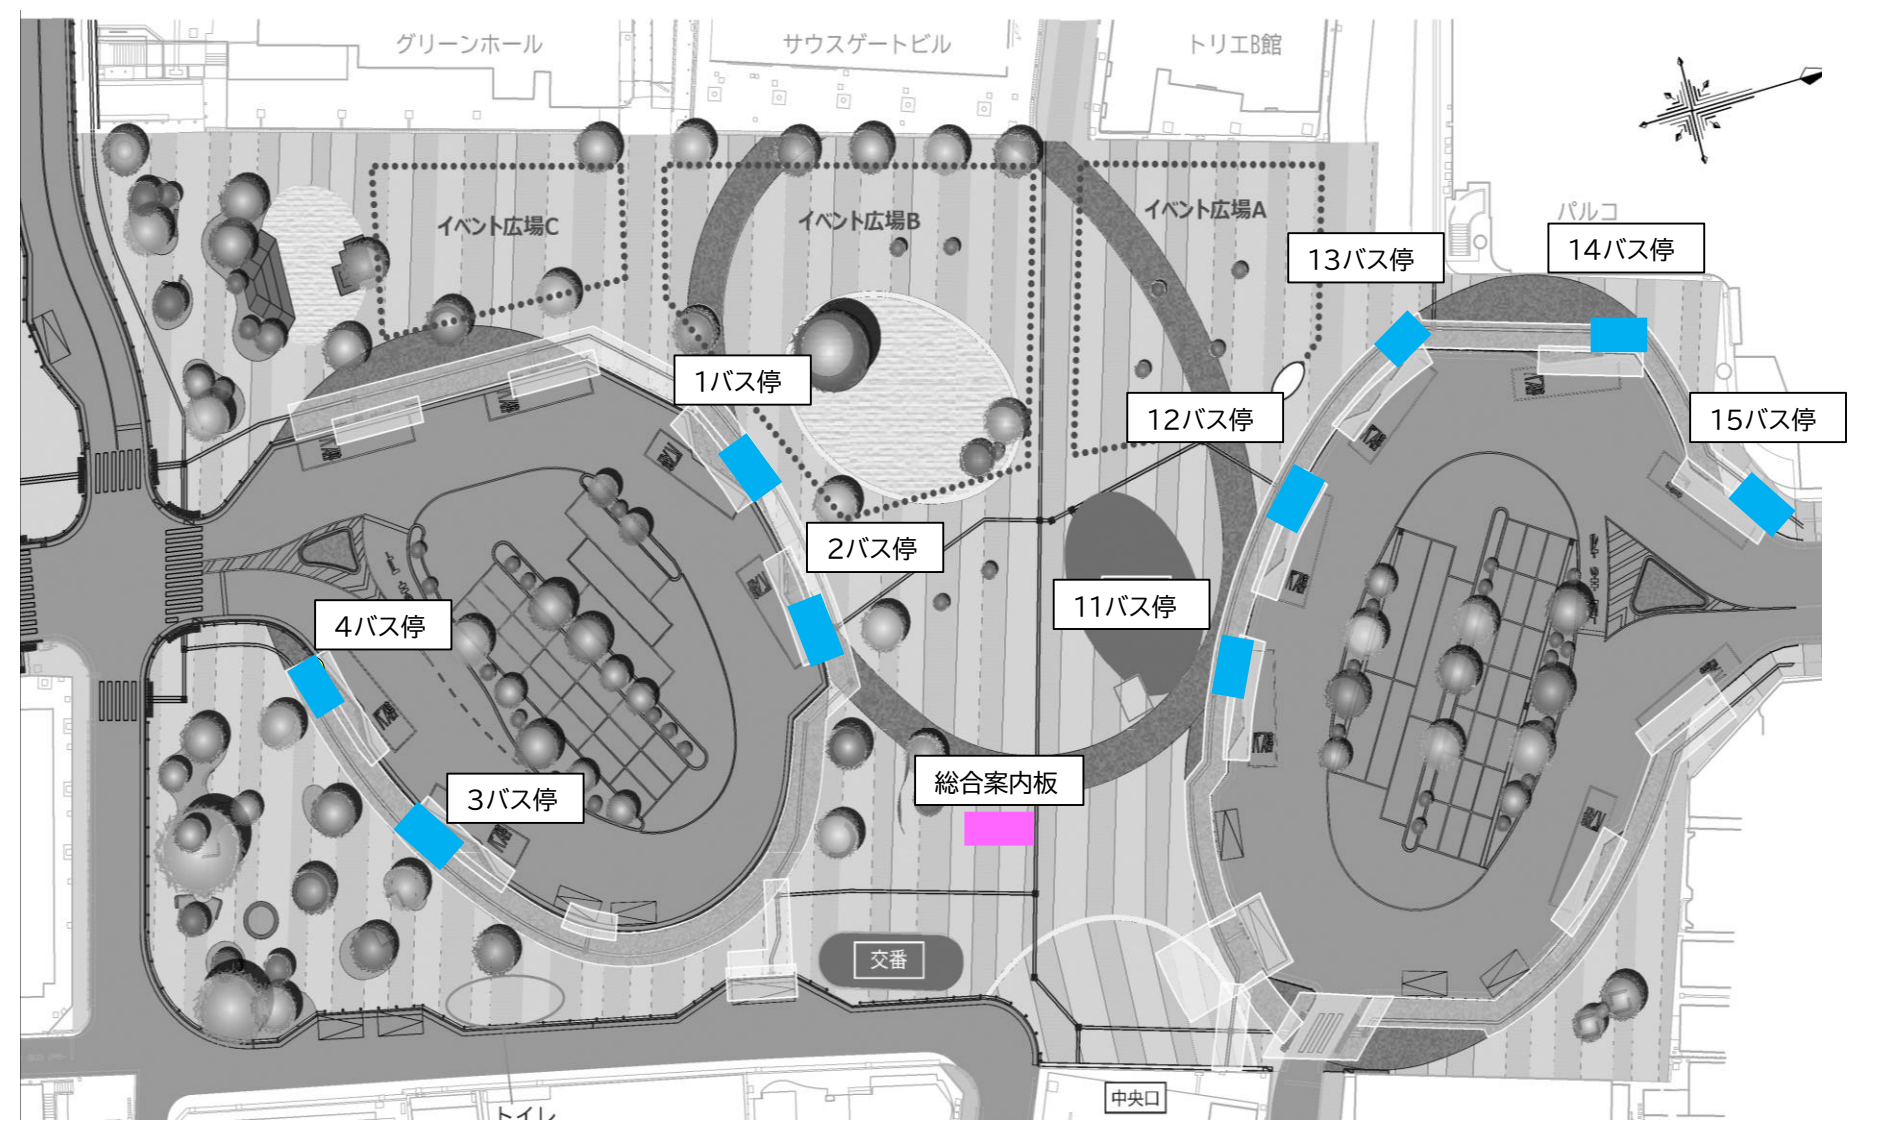 グリーンホール
サウスゲートビル
トリエB館
イベント広場C
イベント広場B
イベント広場A
パルコ
13バス停
14バス停
1バス停
12バス停
15バス停
2バス停
11バス停
4バス停
3バス停
総合案内板
交番
中央口
トイレ